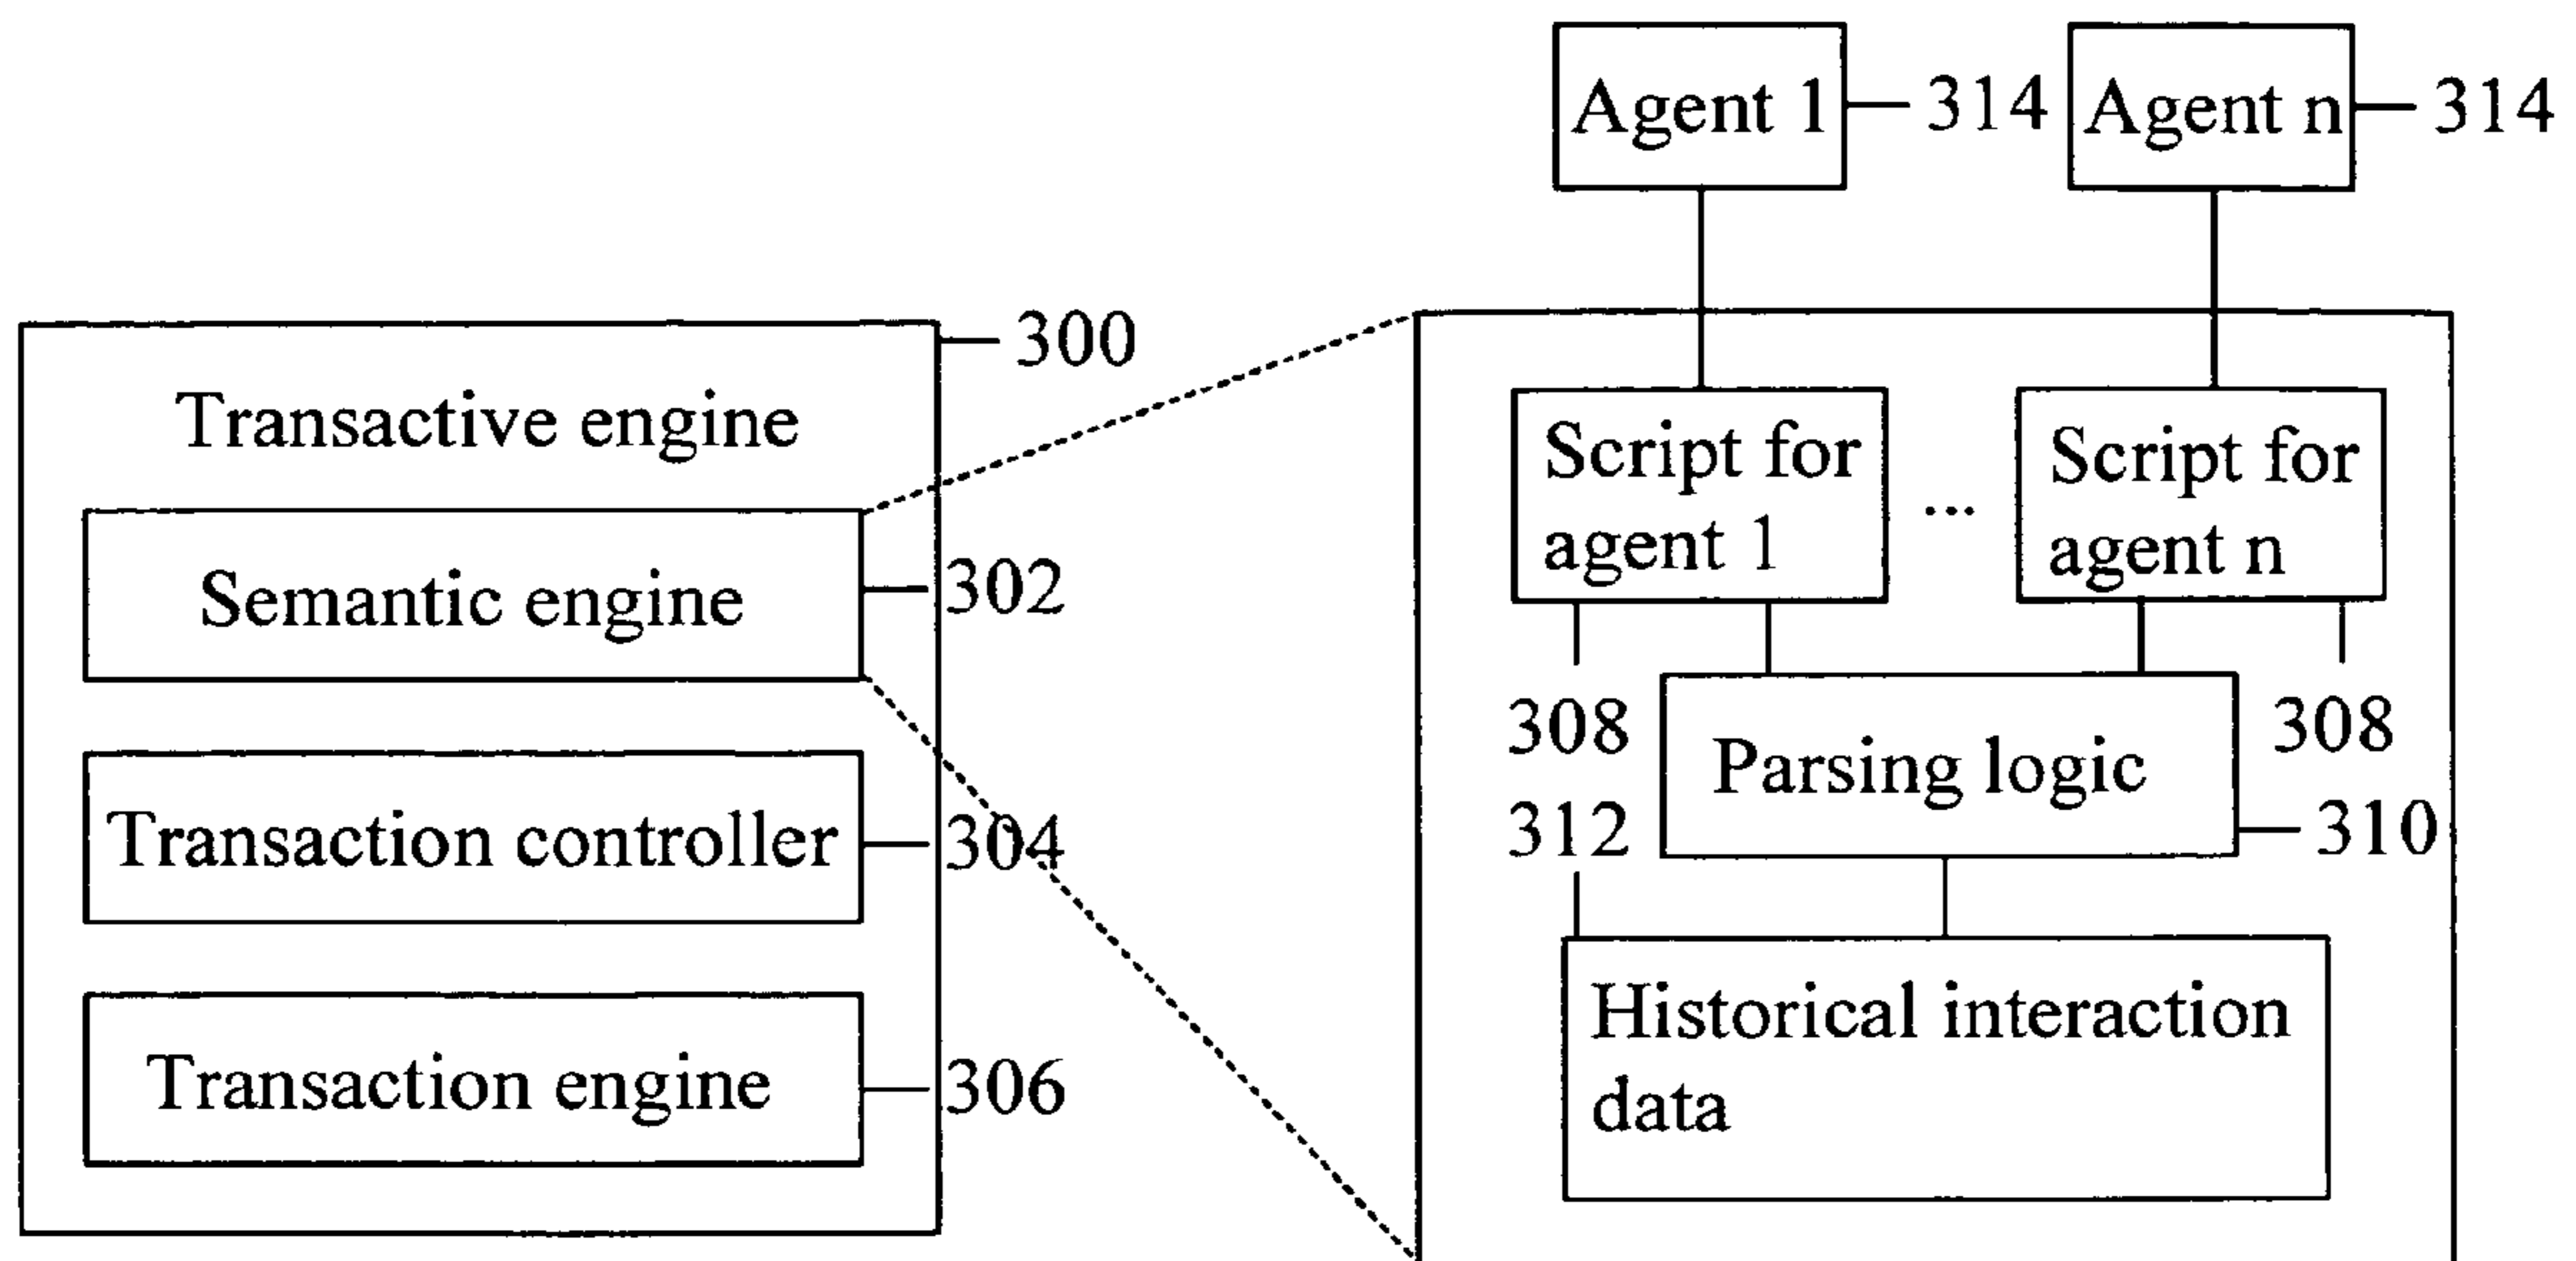 Agent 1
314
Agent n
314
300
Transactive engine
Semantic engine
302
Transaction controller
304
Transaction engine
306
Script for
agent 1
...
Script for
agent n
308
308
Parsing logic
310
312
Historical interaction
data